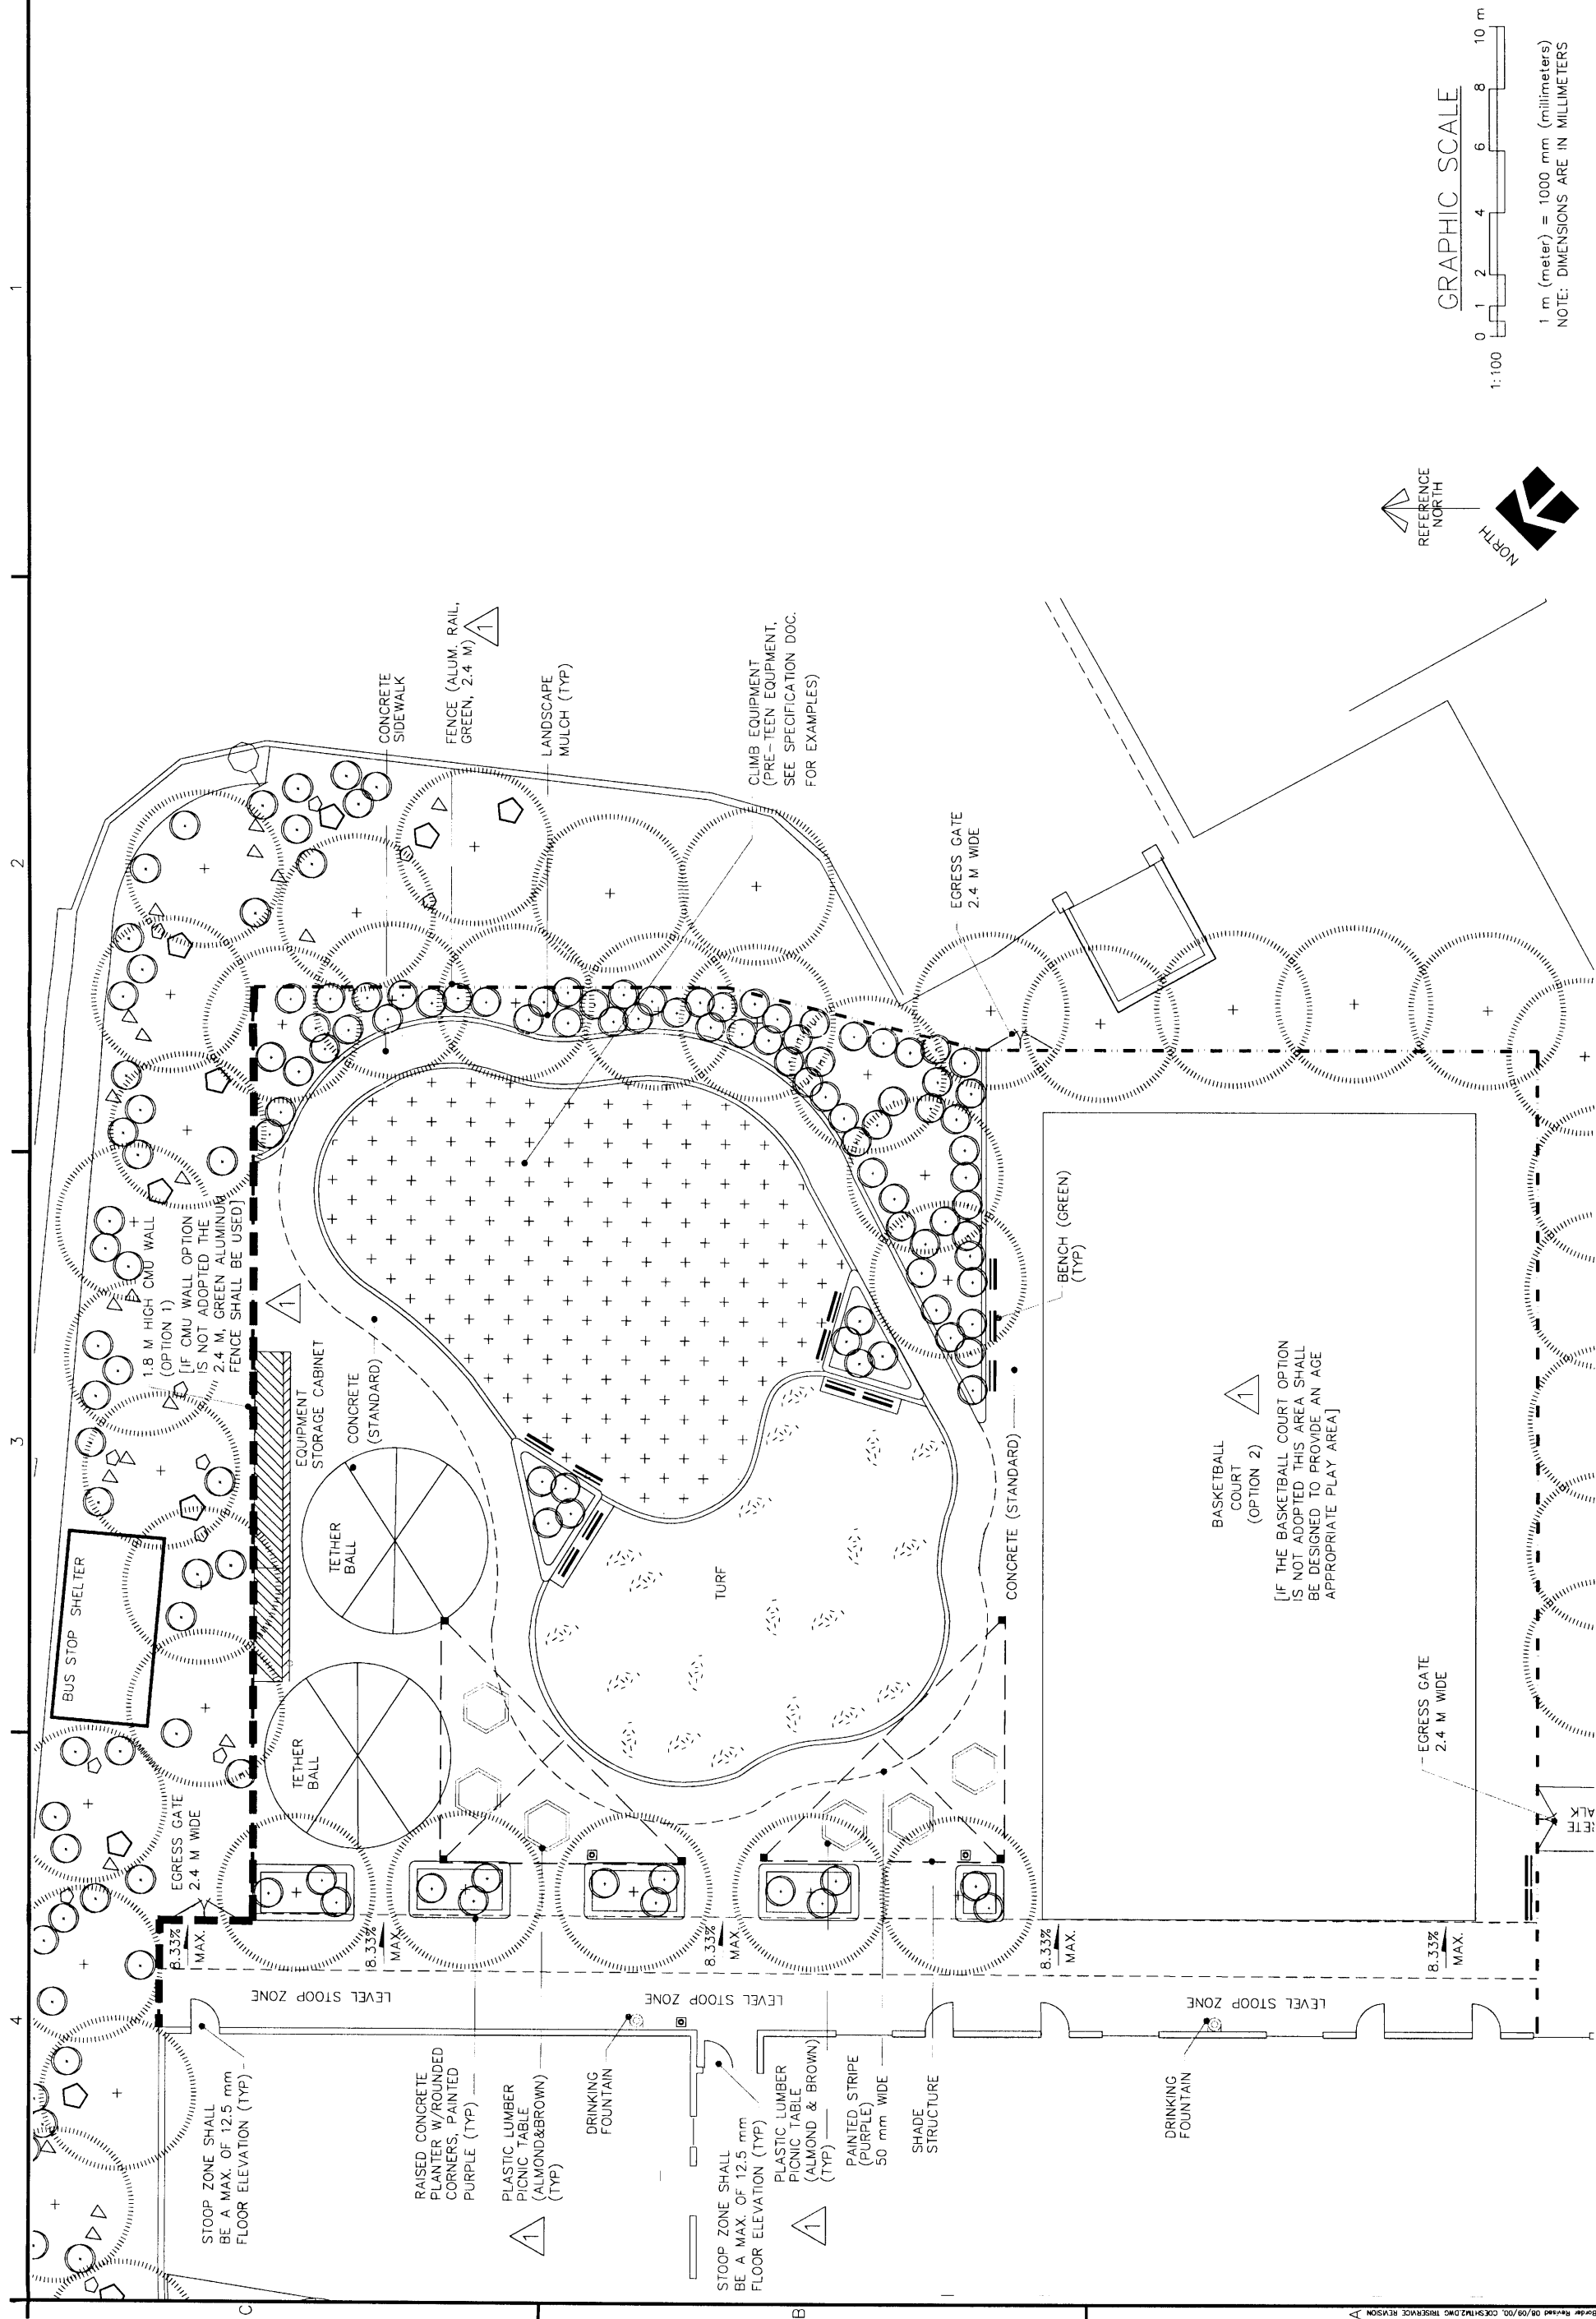 1
2
3
4
C
B
A
BUS STOP SHELTER
1.8 M HIGH CMU WALL
(OPTION 1)
[IF CMU WALL OPTION
IS NOT ADOPTED THE
2.4 M, GREEN ALUMINUM
FENCE SHALL BE USED]
1
EGRESS GATE
2.4 M WIDE
EQUIPMENT
STORAGE CABINET
CONCRETE
(STANDARD)
TETHER
BALL
TETHER
BALL
CONCRETE
SIDEWALK
FENCE (ALUM. RAIL,
GREEN, 2.4 M)
1
LANDSCAPE
MULCH (TYP)
CLIMB EQUIPMENT
(PRE-TEEN EQUPMENT,
SEE SPECIFICATION DOC.
FOR EXAMPLES)
EGRESS GATE
2.4 M WIDE
BENCH (GREEN)
(TYP)
TURF
CONCRETE (STANDARD)
BASKETBALL
COURT
(OPTION 2)
1
[IF THE BASKETBALL COURT OPTION
IS NOT ADOPTED THIS AREA SHALL
BE DESIGNED TO PROVIDE AN AGE
APPROPRIATE PLAY AREA]
EGRESS GATE
2.4 M WIDE
8.33%
MAX.
8.33%
MAX.
8.33%
MAX.
8.33%
MAX.
8.33%
MAX.
LEVEL STOOP ZONE
LEVEL STOOP ZONE
LEVEL STOOP ZONE
STOOP ZONE SHALL
BE A MAX. OF 12.5 mm
FLOOR ELEVATION (TYP)
RAISED CONCRETE
PLANTER W/ROUNDED
CORNERS, PAINTED
PURPLE (TYP)
PLASTIC LUMBER
PICNIC TABLE
(ALMOND&BROWN)
(TYP)
1
DRINKING
FOUNTAIN
STOOP ZONE SHALL
BE A MAX. OF 12.5 mm
FLOOR ELEVATION (TYP)
PLASTIC LUMBER
PICNIC TABLE
(ALMOND & BROWN)
(TYP)
1
PAINTED STRIPE
(PURPLE)
50 mm WIDE
SHADE
STRUCTURE
DRINKING
FOUNTAIN
REFERENCE
NORTH
NORTH
GRAPHIC SCALE
0 1 2 4 6 8 10 m
1:100
1 m (meter) = 1000 mm (millimeters)
NOTE: DIMENSIONS ARE IN MILLIMETERS
Revised 08/09/00, COESHTM2.DWG TRISERVICE REVISION